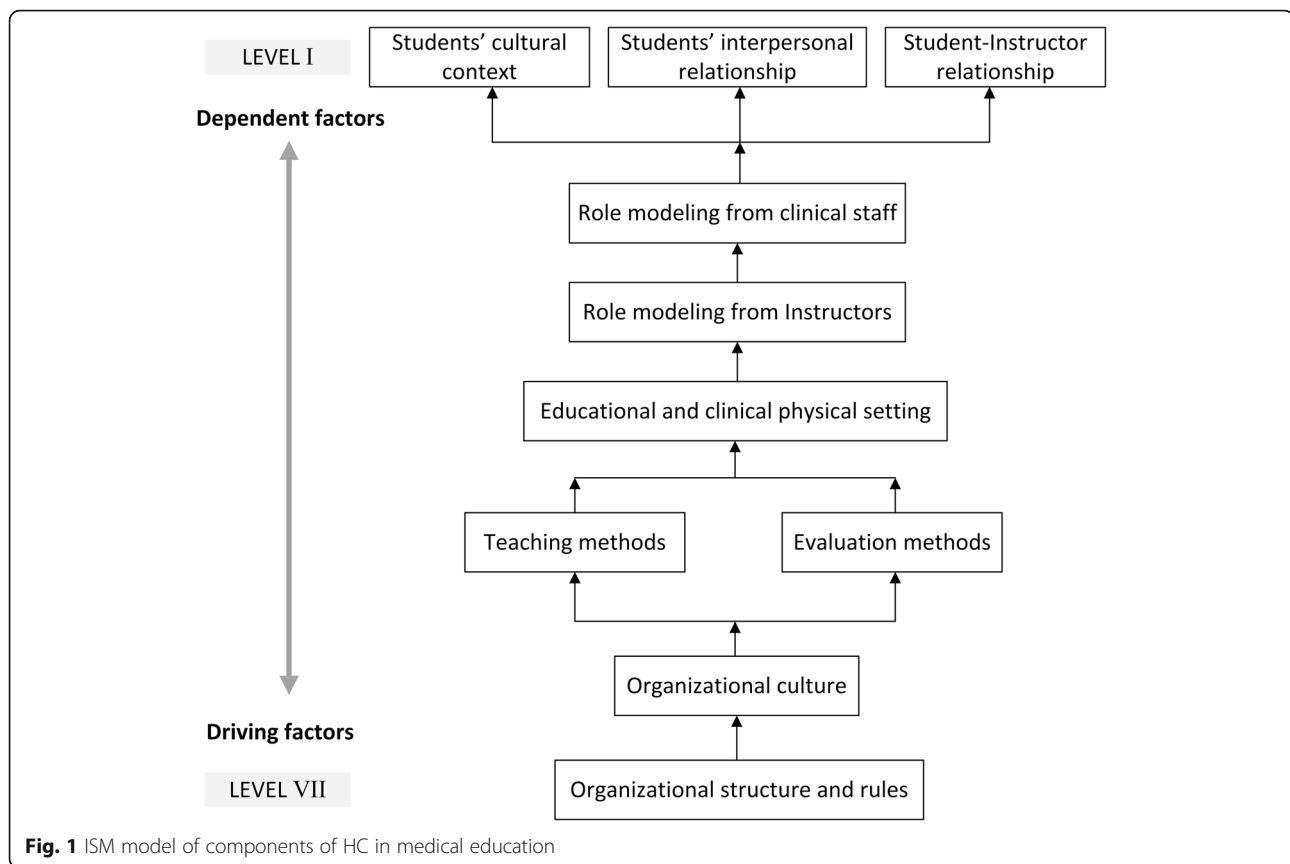 LEVEL I
Students’ cultural
context
Students’ interpersonal
relationship
Student-Instructor
relationship
Dependent factors
Role modeling from clinical staff
Role modeling from Instructors
Educational and clinical physical setting
Teaching methods
Evaluation methods
Organizational culture
Driving factors
LEVEL VII
Organizational structure and rules
Fig. 1 ISM model of components of HC in medical education